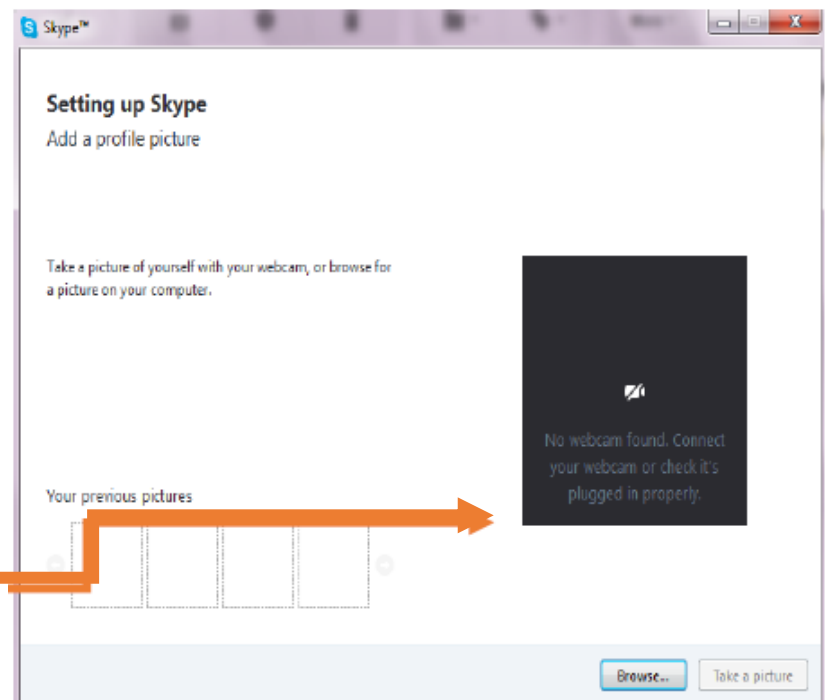 Skype™
Setting up Skype
Add a profile picture
Take a picture of yourself with your webcam, or browse for
a picture on your computer.
No webcam found. Connect
your webcam or check it's
plugged in properly.
Your previous pictures
Browse...
Take a picture